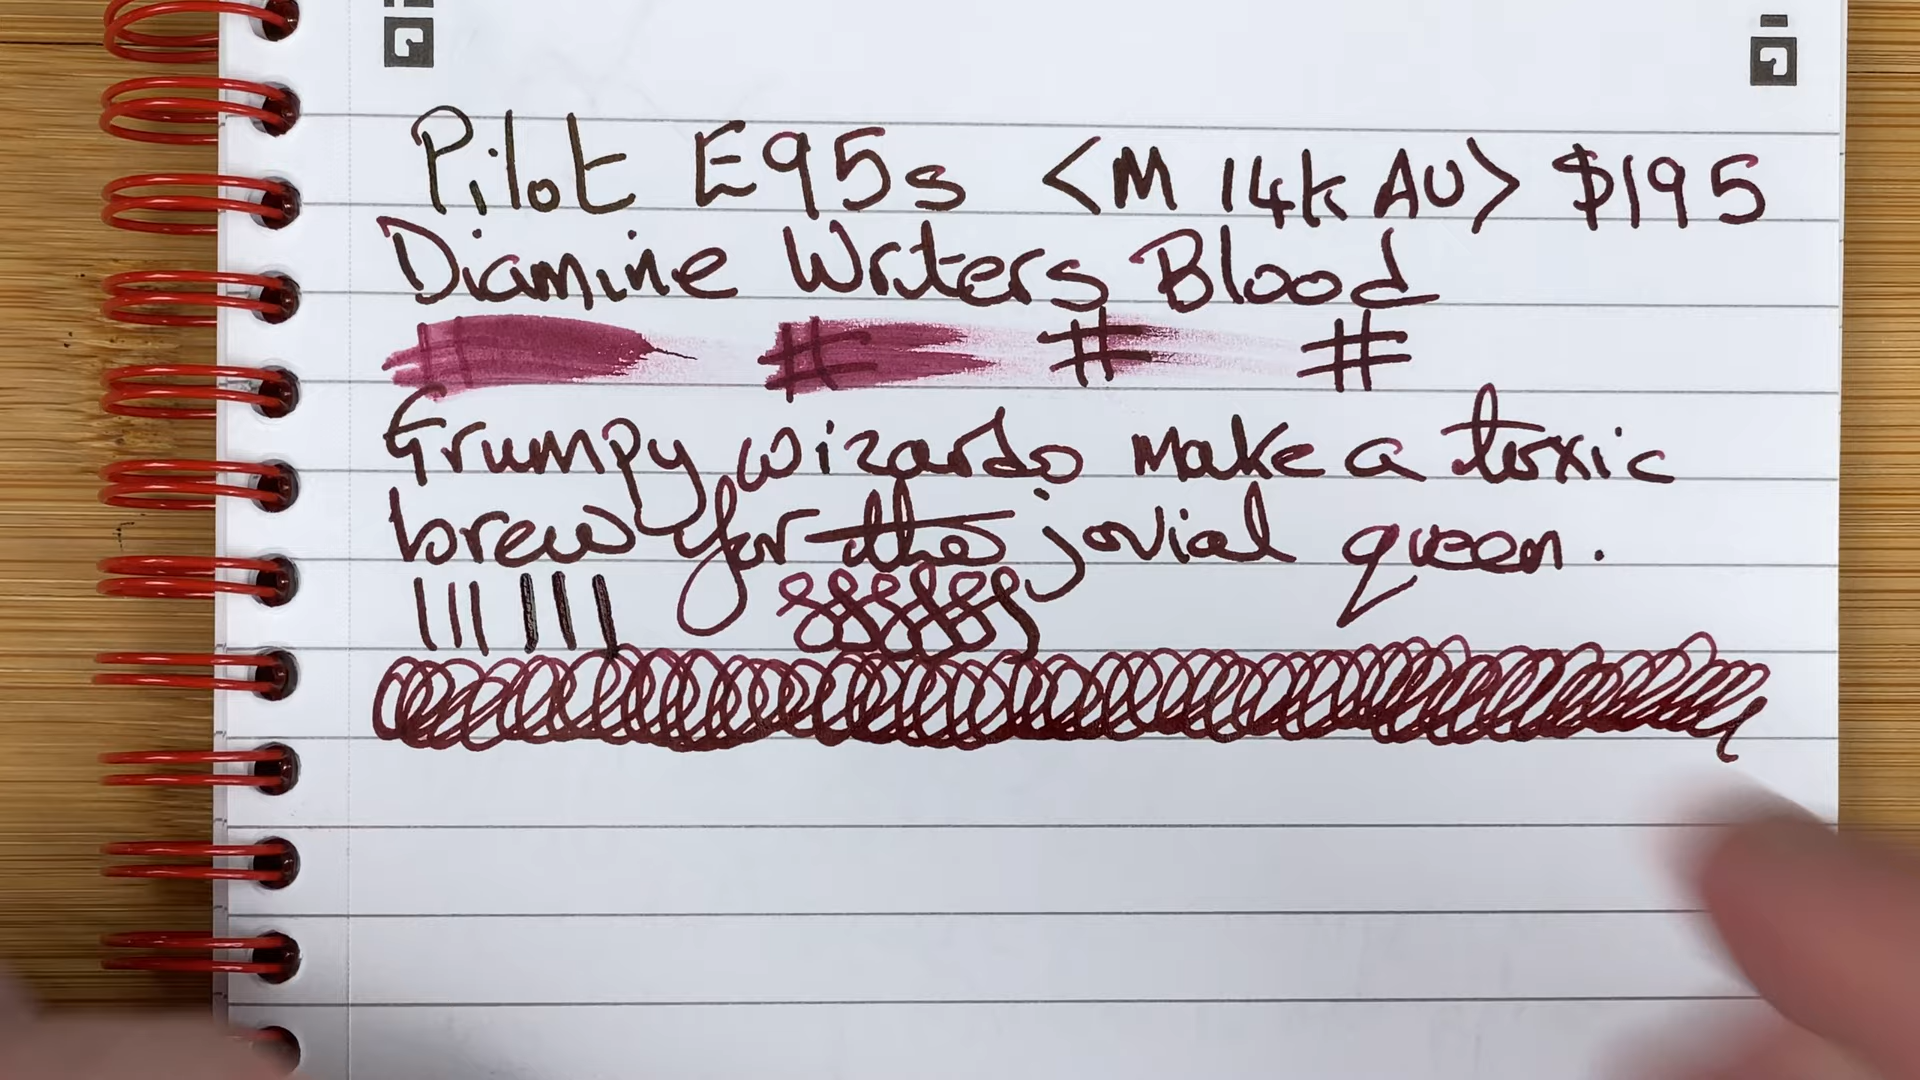 Pilot E95s <M 14k AU> $195
Diamine Writers Blood
# # # #
Grumpy wizards make a toxic
brew for the jovial queen.